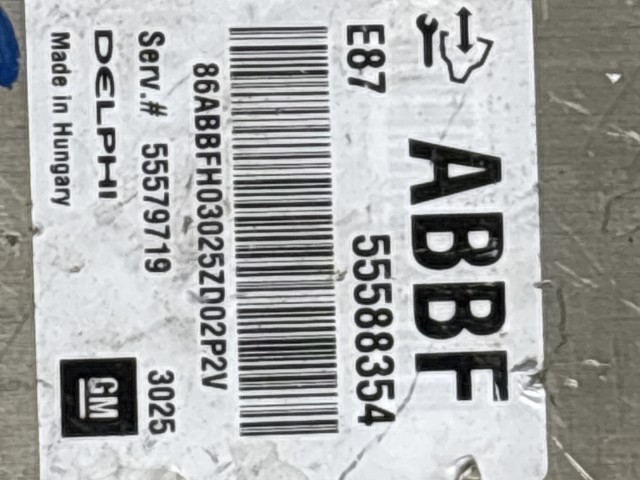 ABBF
E87 55588354
86ABBFH03025ZD02P2V
Serv.# 55579719 3025
DELPHI
GM
Made in Hungary